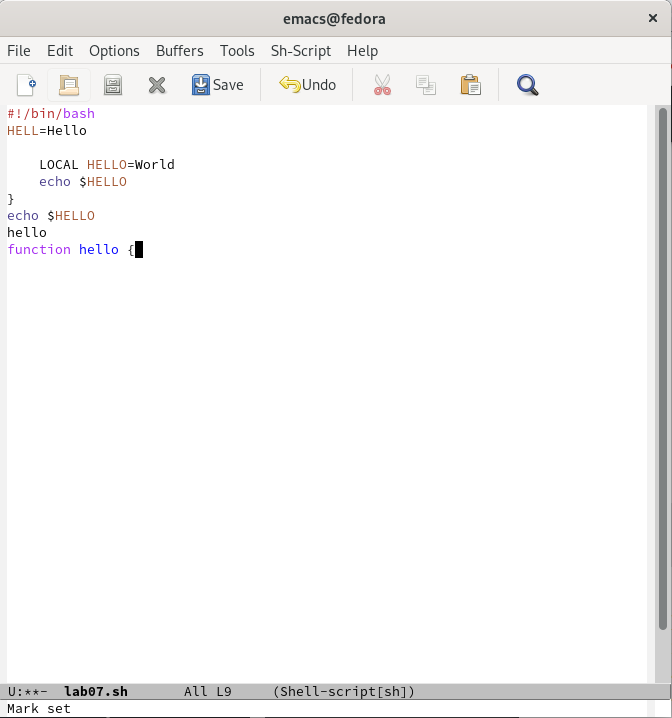 emacs@fedora
×
File Edit Options Buffers Tools Sh-Script Help
Save Undo
#!/bin/bash
HELL=Hello
LOCAL HELLO=World
echo $HELLO
}
echo $HELLO
hello
function hello {
U:**- lab07.sh All L9 (Shell-script[sh])
Mark set